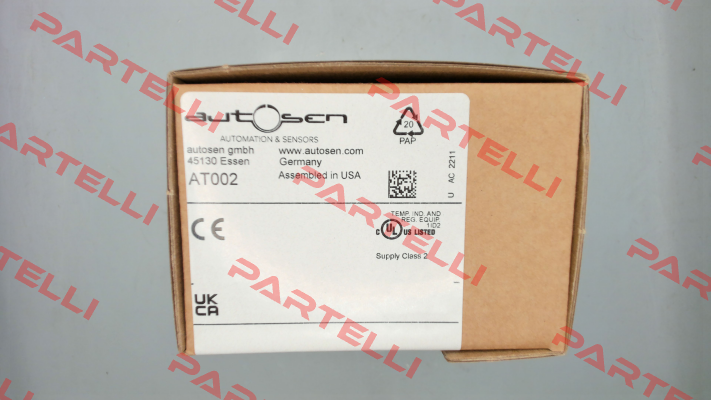 autosen
AUTOMATION & SENSORS
autosen gmbh www.autosen.com
45130 Essen Germany
AT002 Assembled in USA
20
PAP
U AC 2211
CE
TEMP. IND. AND
REG. EQUIP.
1ID2
C UL US LISTED
Supply Class 2
UK
CA
PARTELLI
PARTELLI
PARTELLI
PARTELLI
PARTELLI
PARTELLI
PARTELLI
PARTELLI
PARTELLI